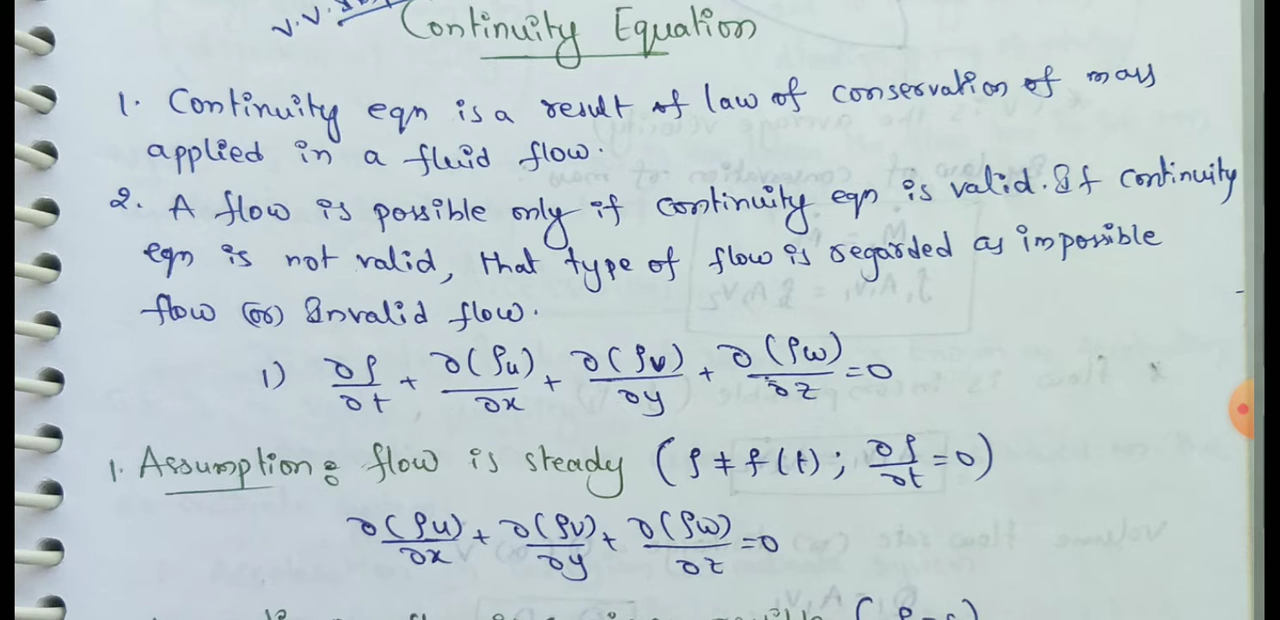 Continuity Equation
1. Continuity eqn is a result of law of conservation of mass
applied in a fluid flow.
2. A flow is possible only if continuity eqn is valid. If continuity
eqn is not valid, that type of flow is regarded as impossible
flow (or) Invalid flow.
1) ∂ρ/∂t + ∂(ρu)/∂x + ∂(ρv)/∂y + ∂(ρw)/∂z = 0
1. Assumption: flow is steady (ρ ≠ f(t); ∂ρ/∂t = 0)
∂(ρu)/∂x + ∂(ρv)/∂y + ∂(ρw)/∂z = 0